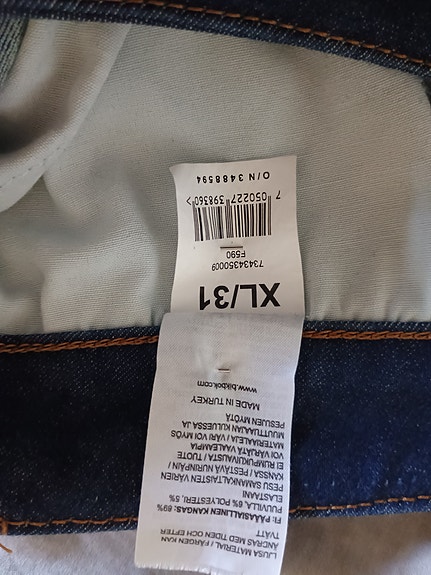 LJUSA MATERIAL / FÄRGEN KAN
ÄNDRAS MED TIDEN OCH EFTER
TVÄTT
FI: PÄÄASIALLINEN KANGAS: 89%
PUUVILLA, 6% POLYESTERI, 5%
ELASTAANI
PESU SAMANKALTAISTEN VÄRIEN
KANSSA / PESTÄVÄ NURINPÄIN /
EI RUMPUKUIVAUSTA / TUOTE
VOI VÄRJÄTÄ VAALEAMPIA
MATERIAALEJA / VÄRI VOI MYÖS
MUUTTUA AJAN KULUESSA JA
PESUJEN MYÖTÄ
MADE IN TURKEY
www.bikbok.com
XL/31
73434350009
F590
7 050227 398360 >
O/N 3488594